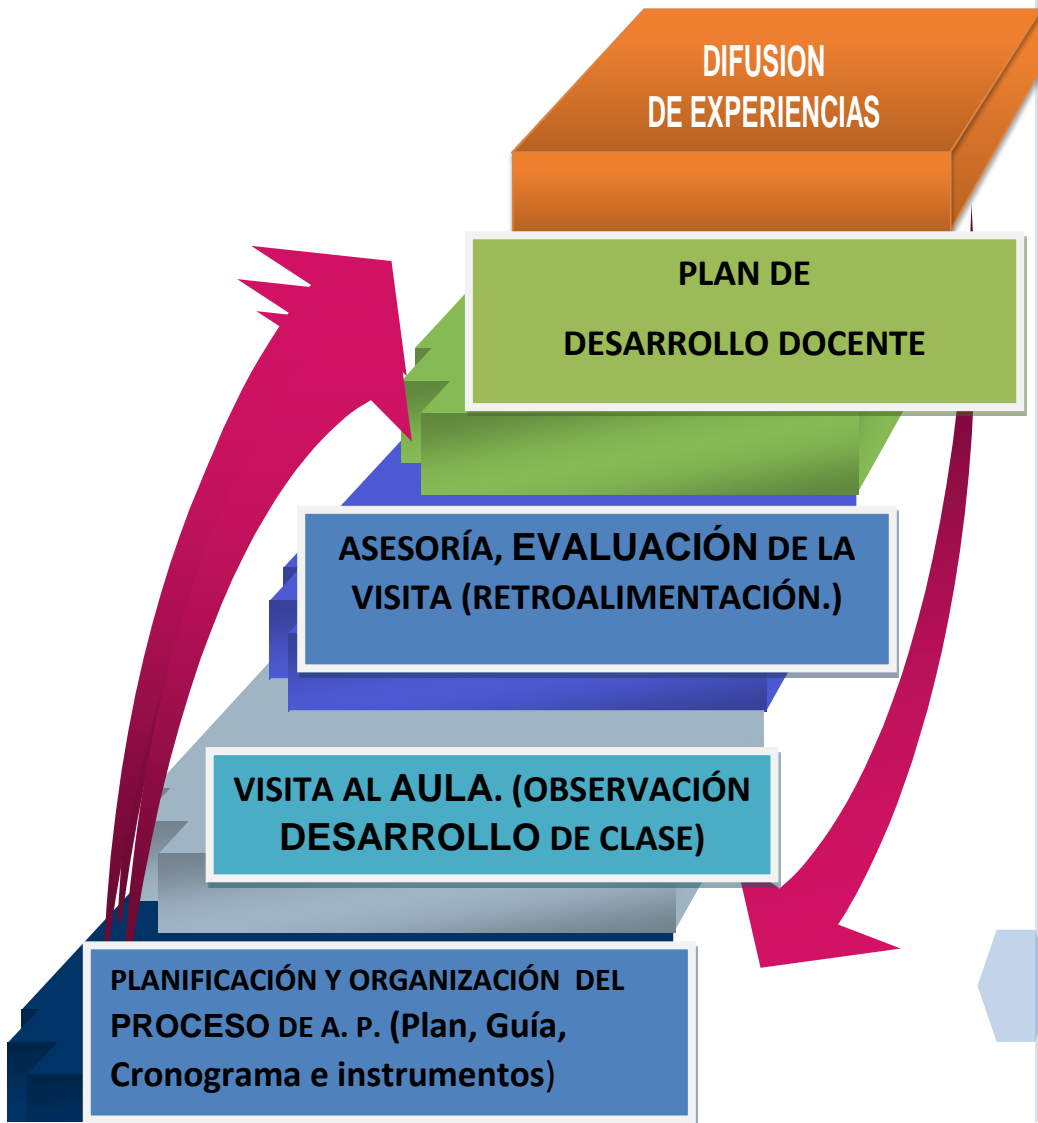 DIFUSION
DE EXPERIENCIAS
PLAN DE
DESARROLLO DOCENTE
ASESORÍA, EVALUACIÓN DE LA
VISITA (RETROALIMENTACIÓN.)
VISITA AL AULA. (OBSERVACIÓN
DESARROLLO DE CLASE)
PLANIFICACIÓN Y ORGANIZACIÓN DEL
PROCESO DE A. P. (Plan, Guía,
Cronograma e instrumentos)